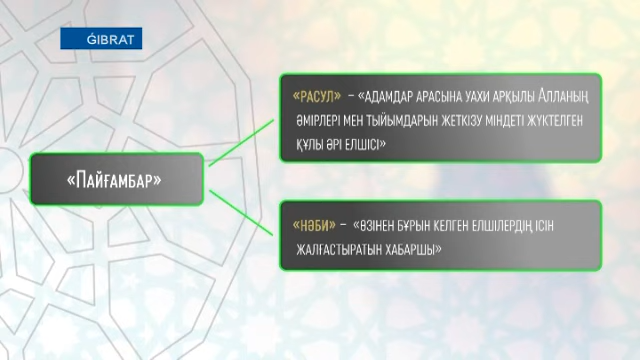 ĠIBRAT
«РАСУЛ» – «АДАМДАР АРАСЫНА УАХИ АРҚЫЛЫ АЛЛАНЫҢ
ӘМІРЛЕРІ МЕН ТЫЙЫМДАРЫН ЖЕТКІЗУ МІНДЕТІ ЖҮКТЕЛГЕН
ҚҰЛЫ ӘРІ ЕЛШІСІ»
«ПАЙҒАМБАР»
«НӘБИ» – «ӨЗІНЕН БҰРЫН КЕЛГЕН ЕЛШІЛЕРДІҢ ІСІН
ЖАЛҒАСТЫРАТЫН ХАБАРШЫ»